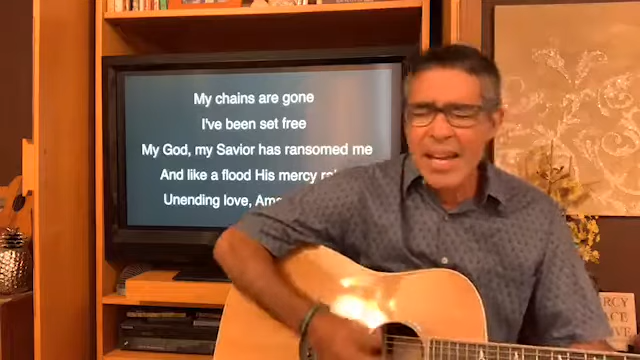 My chains are gone
I've been set free
My God, my Savior has ransomed me
And like a flood His mercy
Unending love,